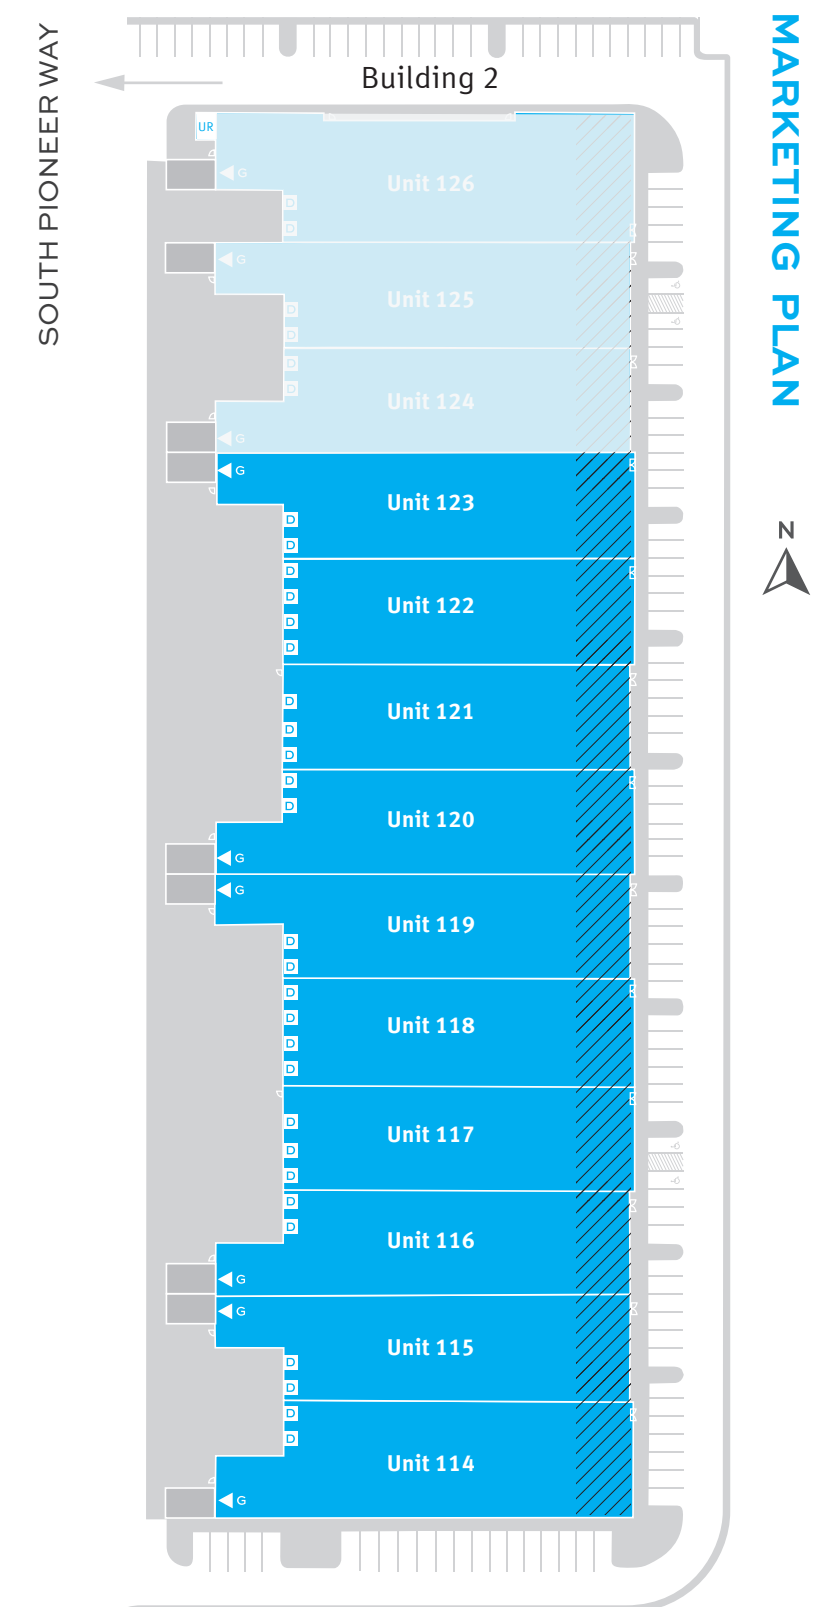 SOUTH PIONEER WAY
Building 2
MARKETING PLAN
N
UR
G
Unit 126
D
D
G
Unit 125
D
D
D
D
Unit 124
G
G
Unit 123
D
D
D
D
Unit 122
D
D
D
Unit 121
D
D
D
Unit 120
D
G
G
Unit 119
D
D
D
D
Unit 118
D
D
D
Unit 117
D
D
D
D
Unit 116
G
G
Unit 115
D
D
D
D
Unit 114
G